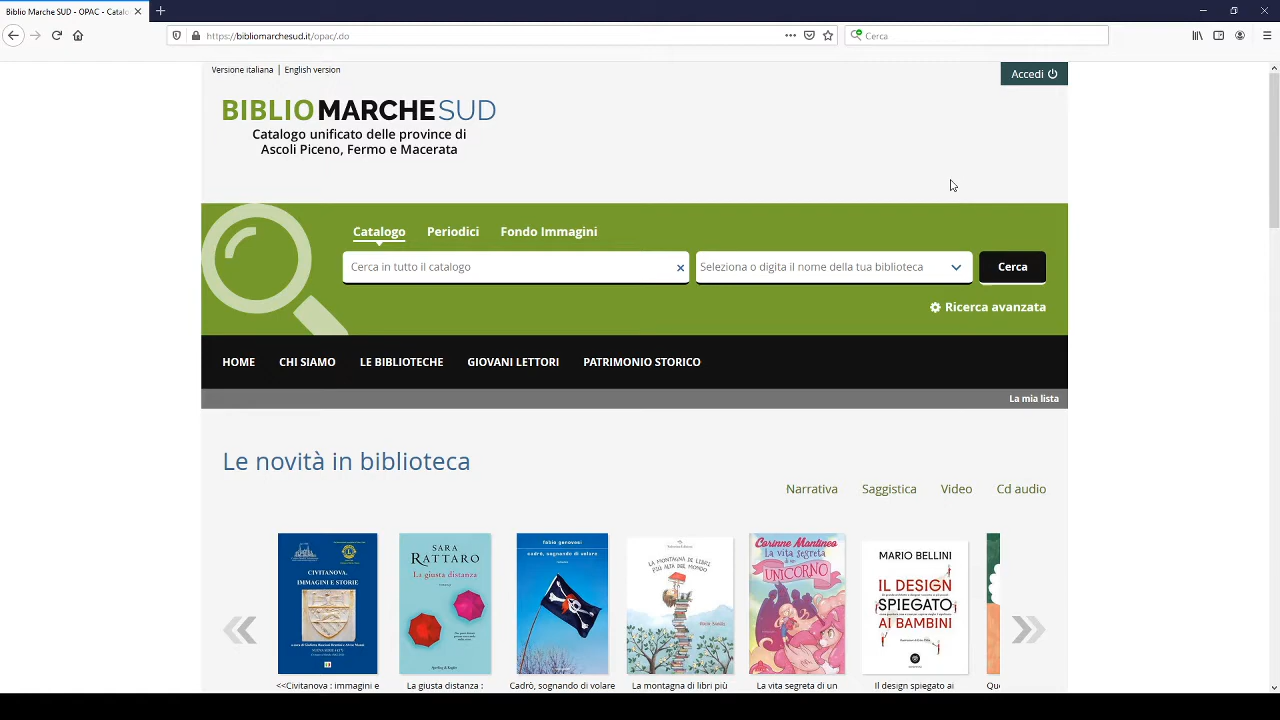 Biblio Marche SUD - OPAC - Catalo
https://bibliomarchesud.it/opac/.do
Cerca
Versione italiana | English version
Accedi
BIBLIOMARCHESUD
Catalogo unificato delle province di
Ascoli Piceno, Fermo e Macerata
Catalogo Periodici Fondo Immagini
Cerca in tutto il catalogo
Seleziona o digita il nome della tua biblioteca
Cerca
Ricerca avanzata
HOME CHI SIAMO LE BIBLIOTECHE GIOVANI LETTORI PATRIMONIO STORICO
La mia lista
Le novità in biblioteca
Narrativa Saggistica Video Cd audio
CIVITANOVA.
IMMAGINI E STORIE
SARA
RATTARO
La giusta distanza
fabio genovesi
cadrò, sognando di volare
LA MONTAGNA DI LIBRI
PIÙ ALTA DEL MONDO
Corinne Mantineo
La vita segreta
di un
UNICORNO
MARIO BELLINI
IL DESIGN
SPIEGATO
AI BAMBINI
<<Civitanova : immagini e
La giusta distanza :
Cadrò, sognando di volare
La montagna di libri più
La vita segreta di un
Il design spiegato ai